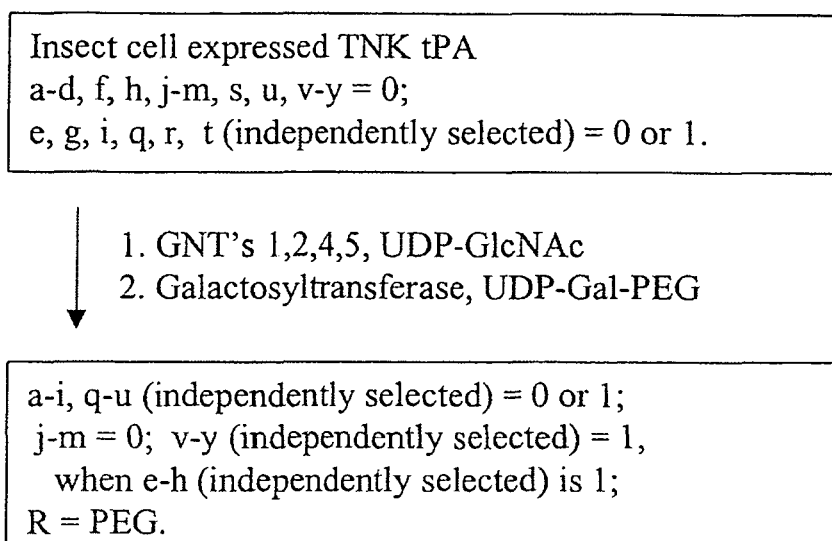 Insect cell expressed TNK tPA
a-d, f, h, j-m, s, u, v-y = 0;
e, g, i, q, r, t (independently selected) = 0 or 1.
1. GNT's 1,2,4,5, UDP-GlcNAc
2. Galactosyltransferase, UDP-Gal-PEG
a-i, q-u (independently selected) = 0 or 1;
j-m = 0; v-y (independently selected) = 1,
when e-h (independently selected) is 1;
R = PEG.